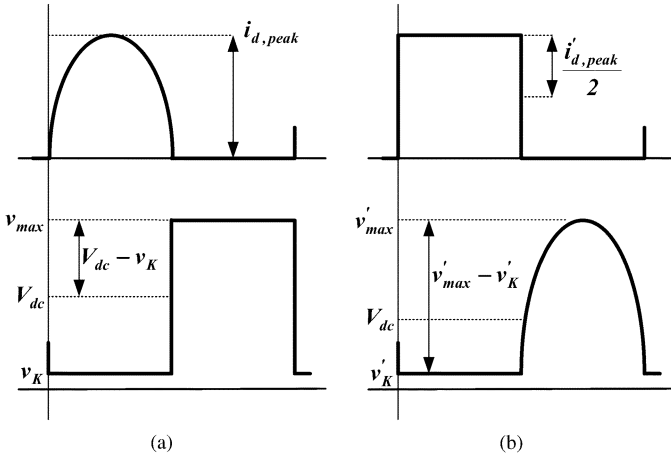 i_{d,peak}
v_{max}
V_{dc} − v_K
V_{dc}
v_K
(a)
i'_{d,peak}
2
v'_{max}
v'_{max} − v'_K
V_{dc}
v'_K
(b)